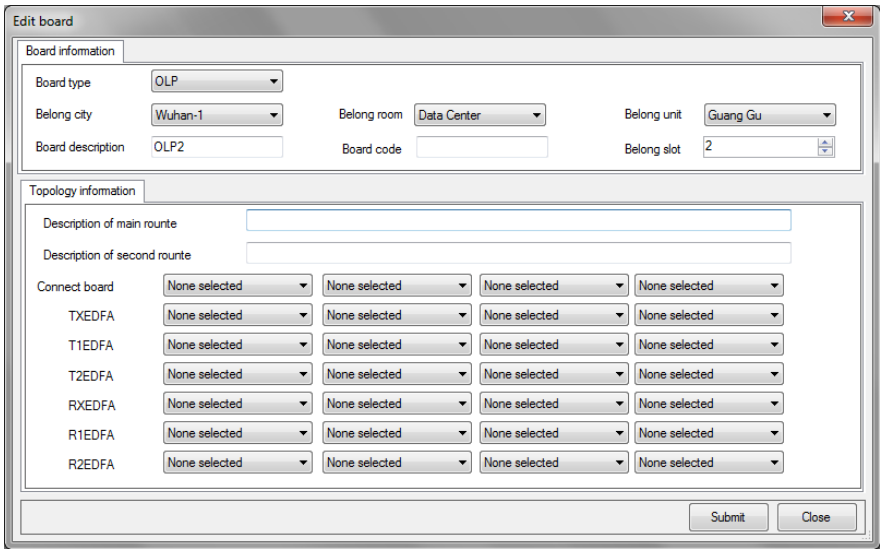 Edit board
Board information
Board type OLP
Belong city Wuhan-1 Belong room Data Center Belong unit Guang Gu
Board description OLP2 Board code Belong slot 2
Topology information
Description of main rounte
Description of second rounte
Connect board None selected None selected None selected None selected
TXEDFA None selected None selected None selected None selected
T1EDFA None selected None selected None selected None selected
T2EDFA None selected None selected None selected None selected
RXEDFA None selected None selected None selected None selected
R1EDFA None selected None selected None selected None selected
R2EDFA None selected None selected None selected None selected
Submit Close